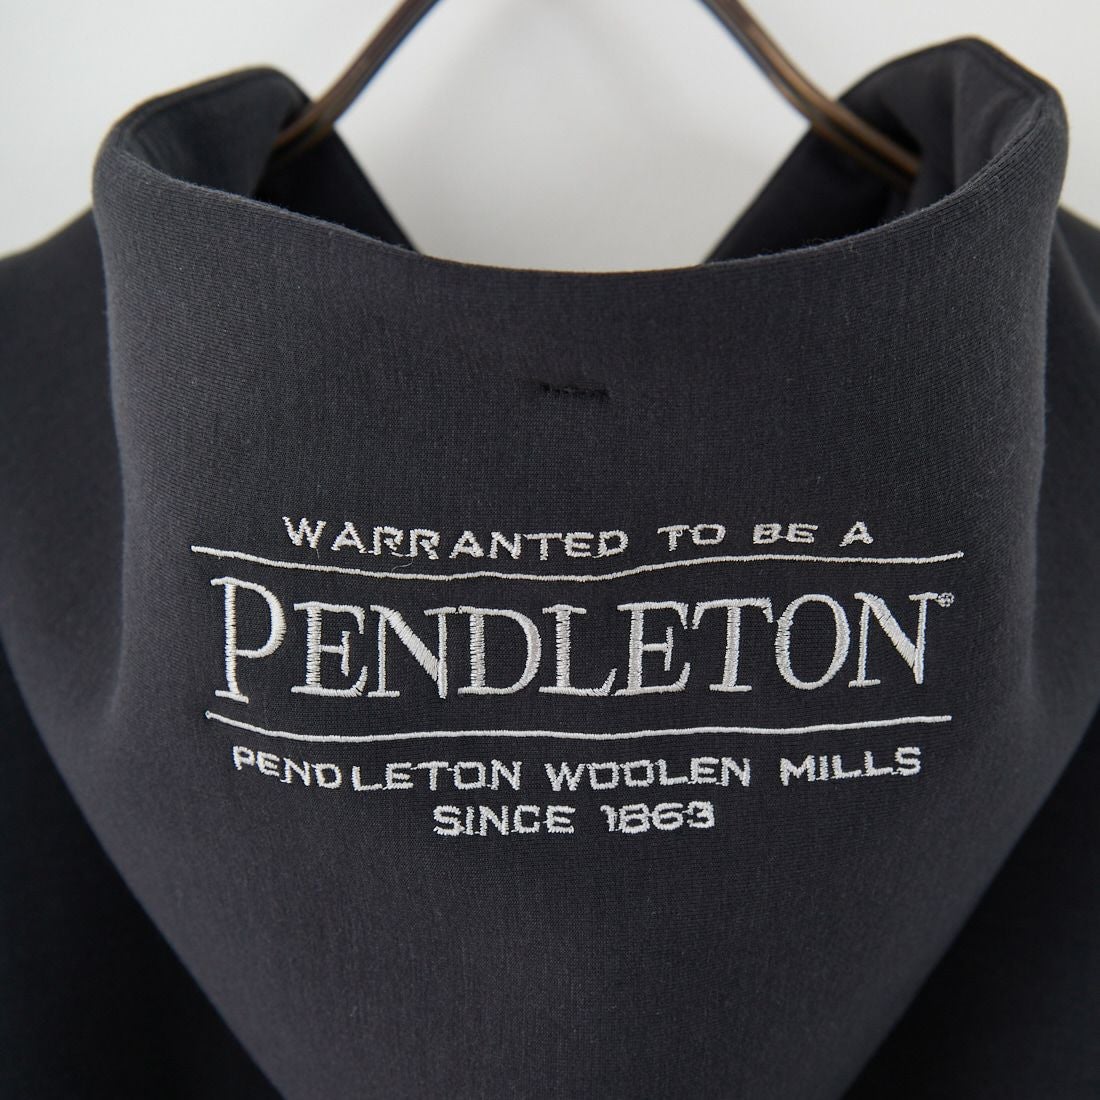 WARRANTED TO BE A
PENDLETON®
PENDLETON WOOLEN MILLS
SINCE 1863